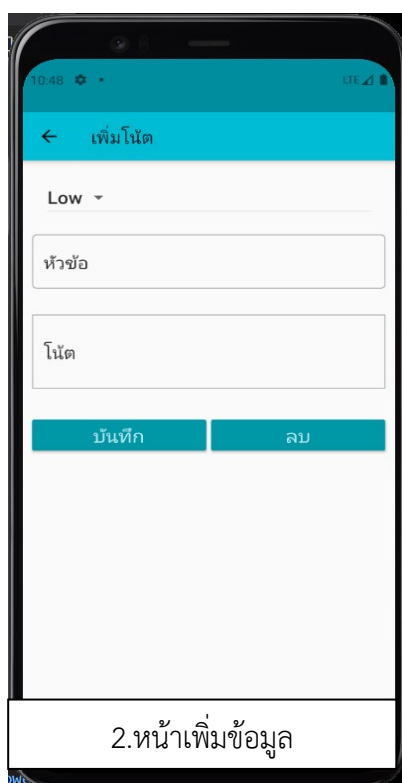 10:48 LTE
เพิ่มโน้ต
Low
หัวข้อ
โน้ต
บันทึก ลบ
2.หน้าเพิ่มข้อมูล